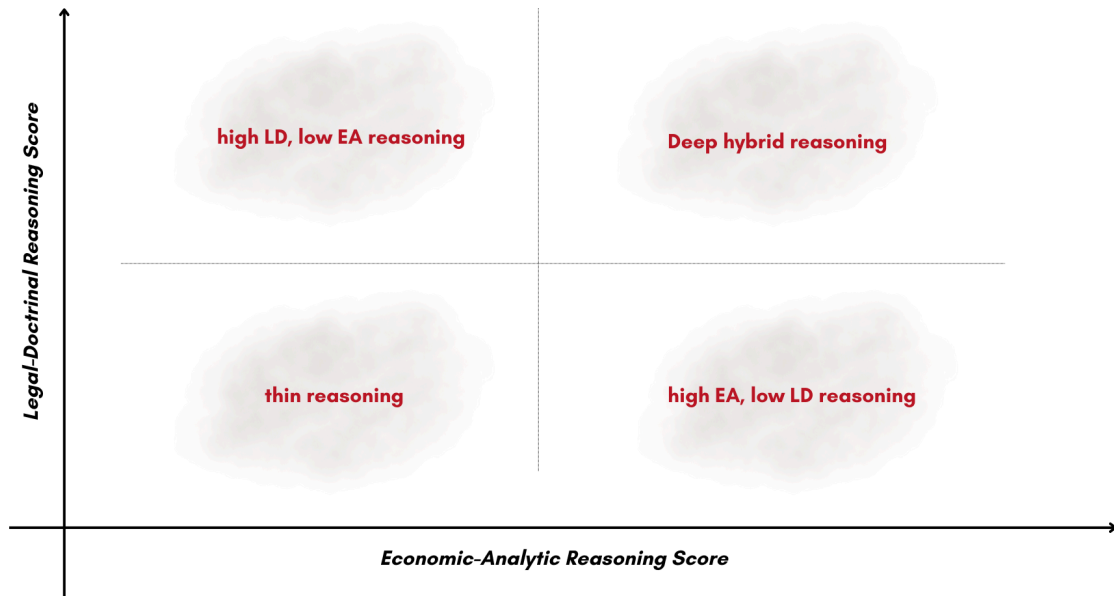 Legal-Doctrinal Reasoning Score
high LD, low EA reasoning
Deep hybrid reasoning
thin reasoning
high EA, low LD reasoning
Economic-Analytic Reasoning Score